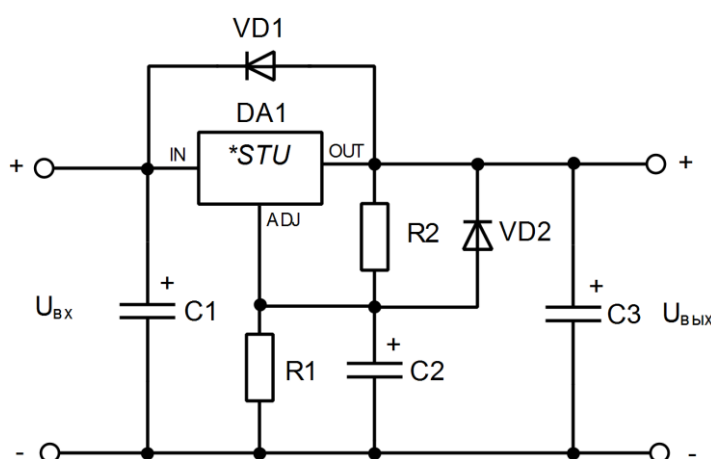 VD1
DA1
+ IN *STU OUT +
ADJ
R2 VD2
+ + +
Uвх C1 C3 Uвых
R1 C2
- -